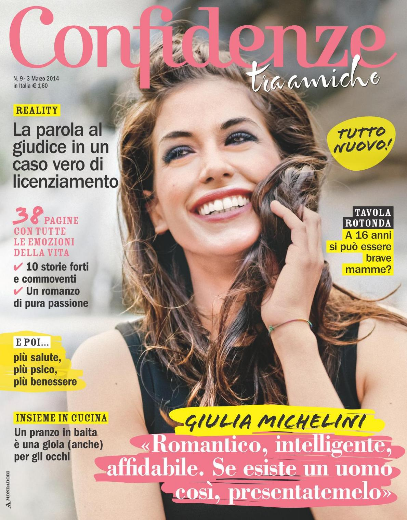 Confidenze
tra amiche
N. 9 - 3 Marzo 2014
in Italia € 1,60
REALITY
La parola al
giudice in un
caso vero di
licenziamento
TUTTO
NUOVO!
38 PAGINE
CON TUTTE
LE EMOZIONI
DELLA VITA
✓ 10 storie forti
e commoventi
✓ Un romanzo
di pura passione
TAVOLA
ROTONDA
A 16 anni
si può essere
brave
mamme?
E POI...
più salute,
più psico,
più benessere
INSIEME IN CUCINA
Un pranzo in baita
è una gioia (anche)
per gli occhi
GIULIA MICHELINI
«Romantico, intelligente,
affidabile. Se esiste un uomo
così, presentatemelo»
MONDADORI